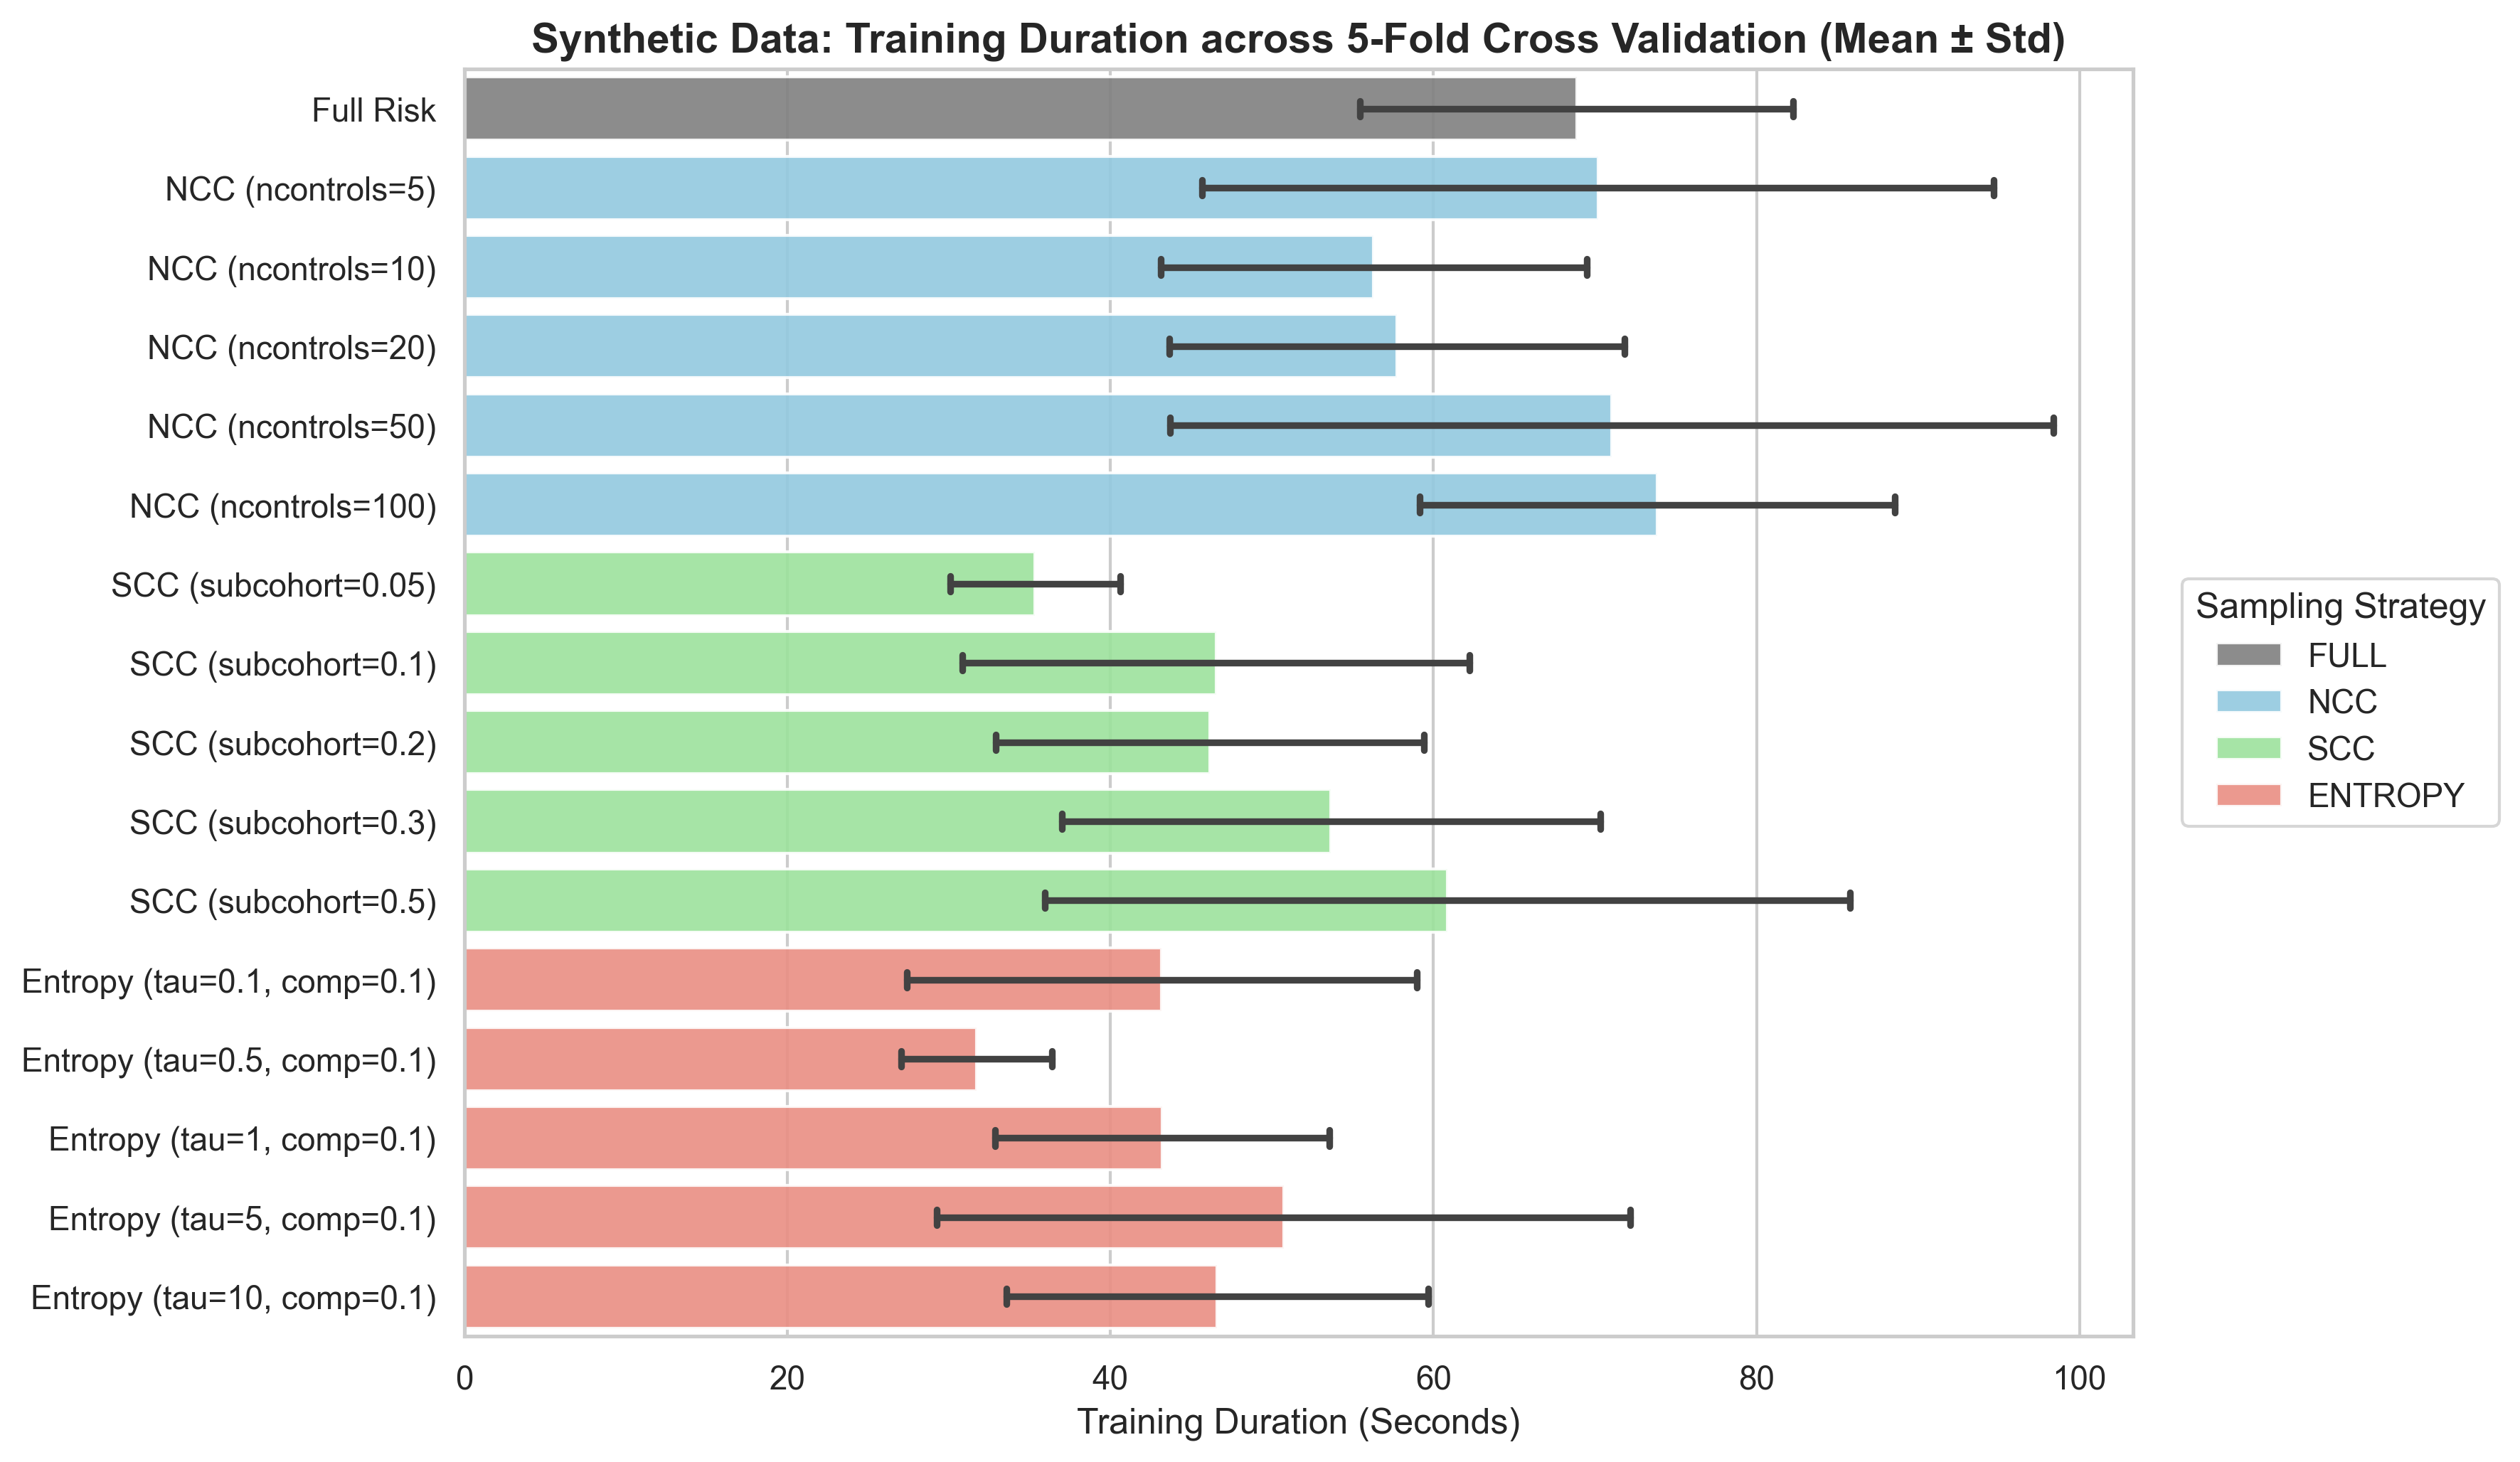 Synthetic Data: Training Duration across 5-Fold Cross Validation (Mean ± Std)
Full Risk
NCC (ncontrols=5)
NCC (ncontrols=10)
NCC (ncontrols=20)
NCC (ncontrols=50)
NCC (ncontrols=100)
SCC (subcohort=0.05)
SCC (subcohort=0.1)
SCC (subcohort=0.2)
SCC (subcohort=0.3)
SCC (subcohort=0.5)
Entropy (tau=0.1, comp=0.1)
Entropy (tau=0.5, comp=0.1)
Entropy (tau=1, comp=0.1)
Entropy (tau=5, comp=0.1)
Entropy (tau=10, comp=0.1)
0 20 40 60 80 100
Training Duration (Seconds)
Sampling Strategy
FULL
NCC
SCC
ENTROPY